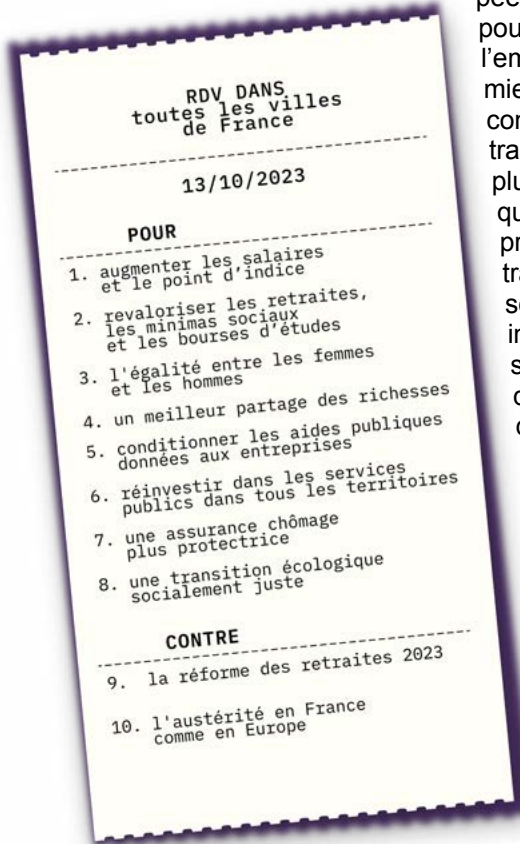 RDV DANS
toutes les villes
de France
13/10/2023
POUR
1. augmenter les salaires
et le point d'indice
2. revaloriser les retraites,
les minimas sociaux
et les bourses d'études
3. l'égalité entre les femmes
et les hommes
4. un meilleur partage des richesses
5. conditionner les aides publiques
données aux entreprises
6. réinvestir dans les services
publics dans tous les territoires
7. une assurance chômage
plus protectrice
8. une transition écologique
socialement juste
CONTRE
9. la réforme des retraites 2023
10. l'austérité en France
comme en Europe